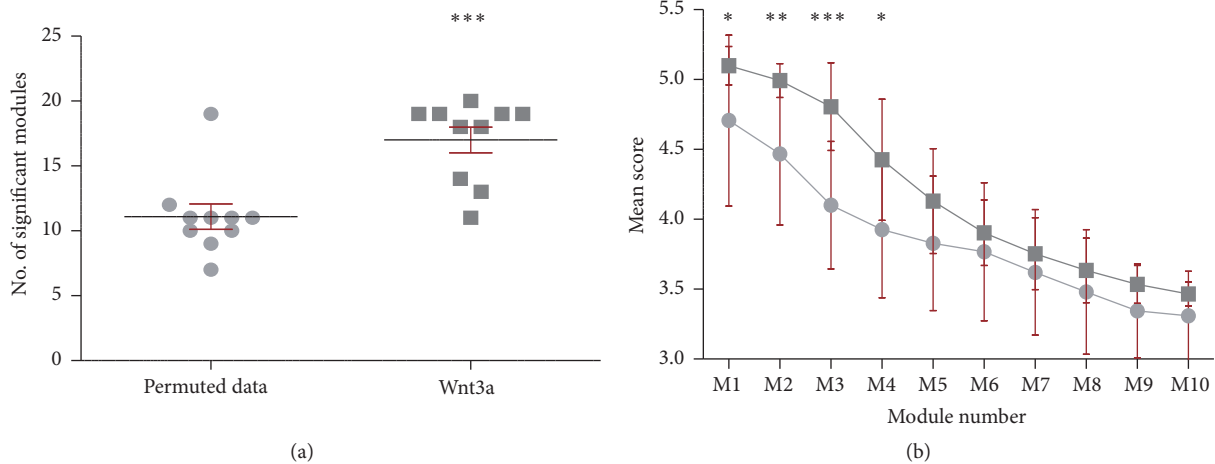 ***
25
20
15
10
5
0
No. of significant modules
Permuted data
Wnt3a
(a)
* ** *** *
5.5
5.0
4.5
4.0
3.5
3.0
Mean score
M1 M2 M3 M4 M5 M6 M7 M8 M9 M10
Module number
(b)